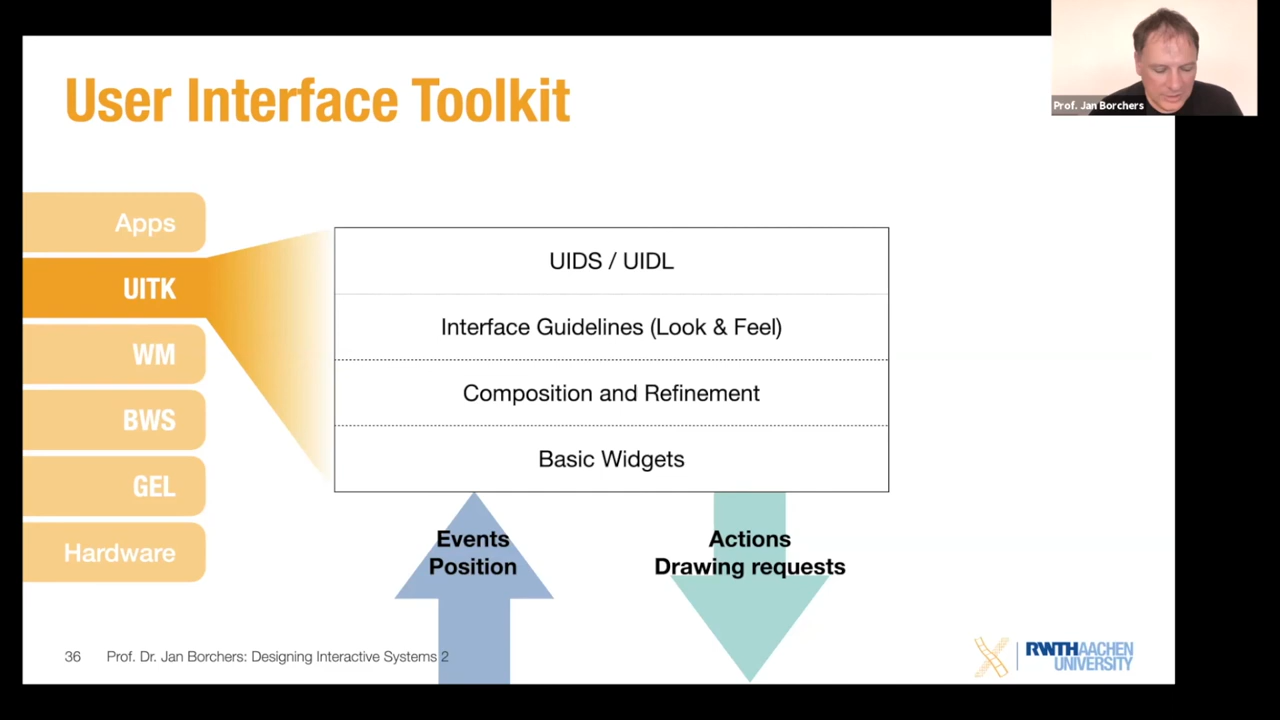 User Interface Toolkit
Prof. Jan Borchers
Apps
UITK
WM
BWS
GEL
Hardware
UIDS / UIDL
Interface Guidelines (Look & Feel)
Composition and Refinement
Basic Widgets
Events
Position
Actions
Drawing requests
36 Prof. Dr. Jan Borchers: Designing Interactive Systems 2
RWTH AACHEN
UNIVERSITY